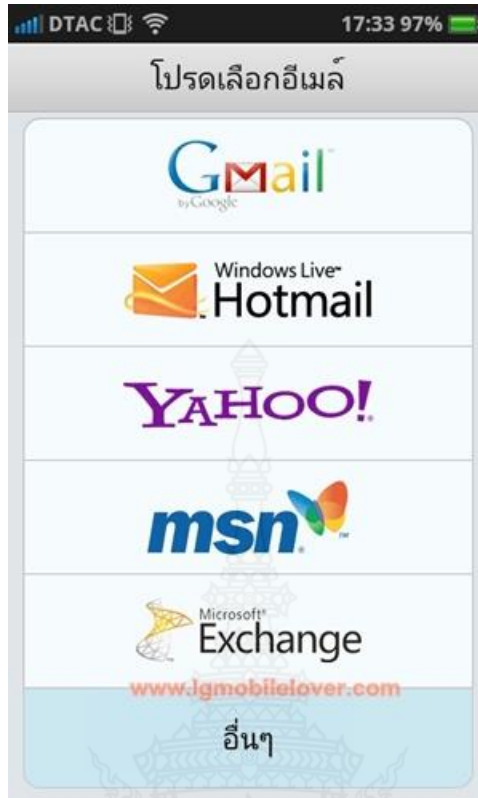 DTAC 17:33 97%
โปรดเลือกอีเมล์
Gmail
by Google
Windows Live™
Hotmail
YAHOO!
msn
Microsoft®
Exchange
www.lgmobilelover.com
อื่นๆ